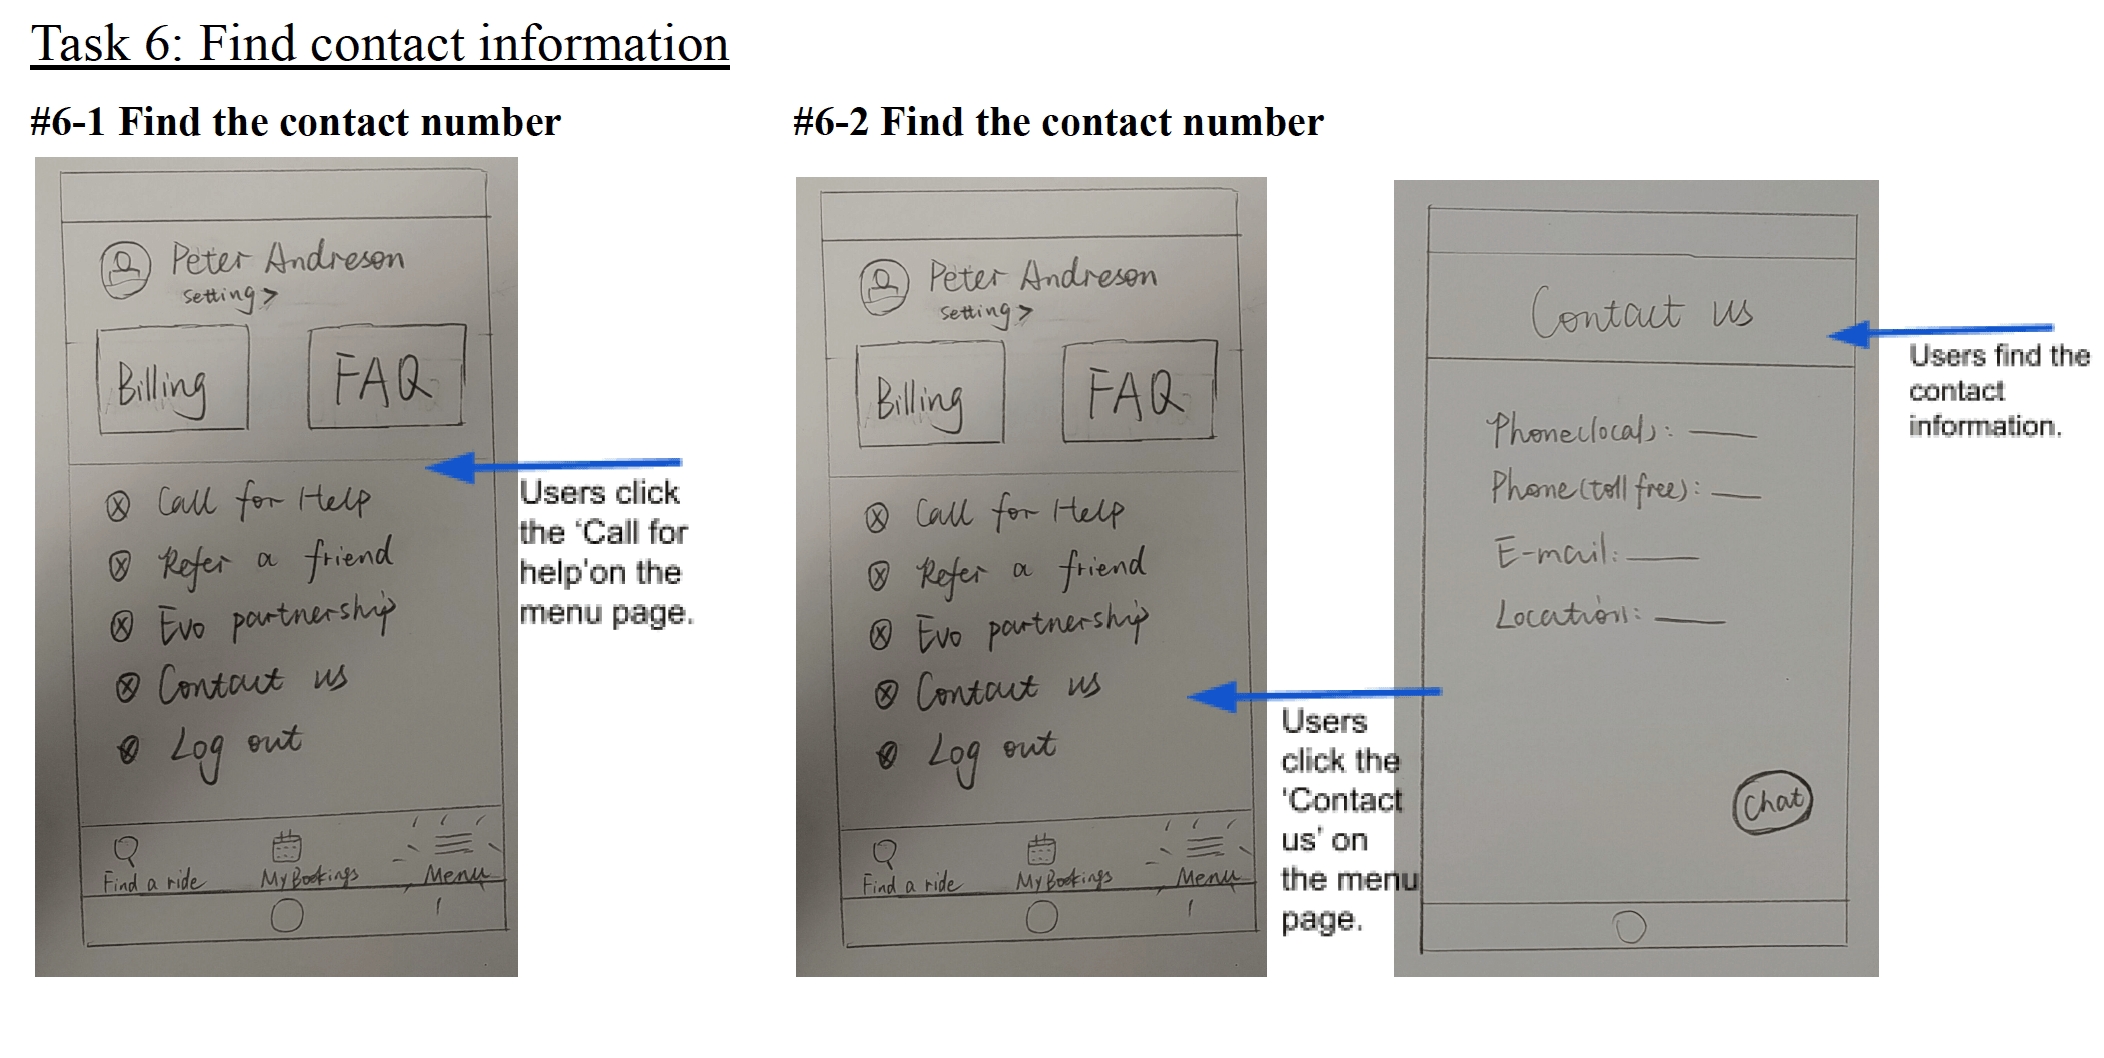 Task 6: Find contact information
#6-1 Find the contact number
Peter Andreson
setting >
Billing
FAQ
Call for Help
Refer a friend
Evo partnership
Contact us
Log out
Find a ride
My Bookings
Menu
Users click
the ‘Call for
help’on the
menu page.
#6-2 Find the contact number
Peter Andreson
setting >
Billing
FAQ
Call for Help
Refer a friend
Evo partnership
Contact us
Log out
Find a ride
My Bookings
Menu
Users
click the
‘Contact
us’ on
the menu
page.
Contact us
Phone(local):
Phone(toll free):
E-mail:
Location:
Chat
Users find the
contact
information.